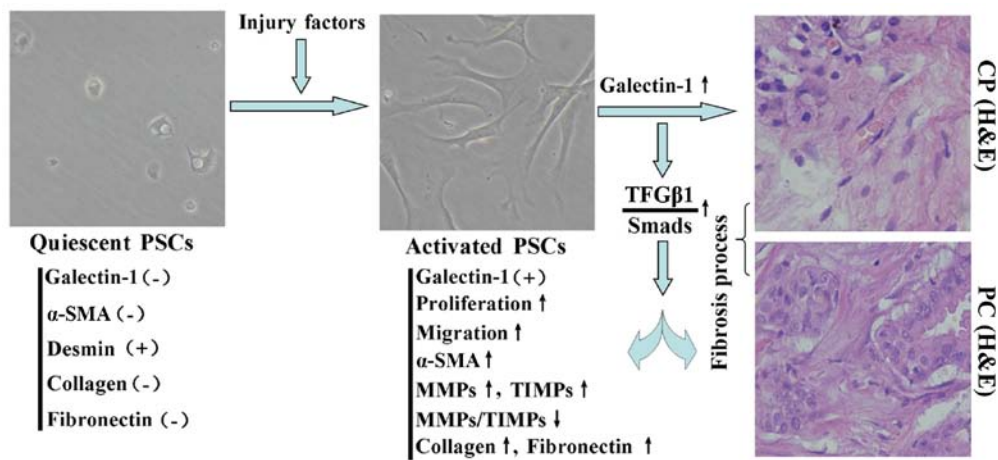 Injury factors
Galectin-1 ↑
TFGβ1
Smads
↑
Fibrosis process
CP (H&E)
PC (H&E)
Quiescent PSCs
Galectin-1 (-)
α-SMA (-)
Desmin (+)
Collagen (-)
Fibronectin (-)
Activated PSCs
Galectin-1 (+)
Proliferation ↑
Migration ↑
α-SMA ↑
MMPs ↑, TIMPs ↑
MMPs/TIMPs ↓
Collagen ↑, Fibronectin ↑